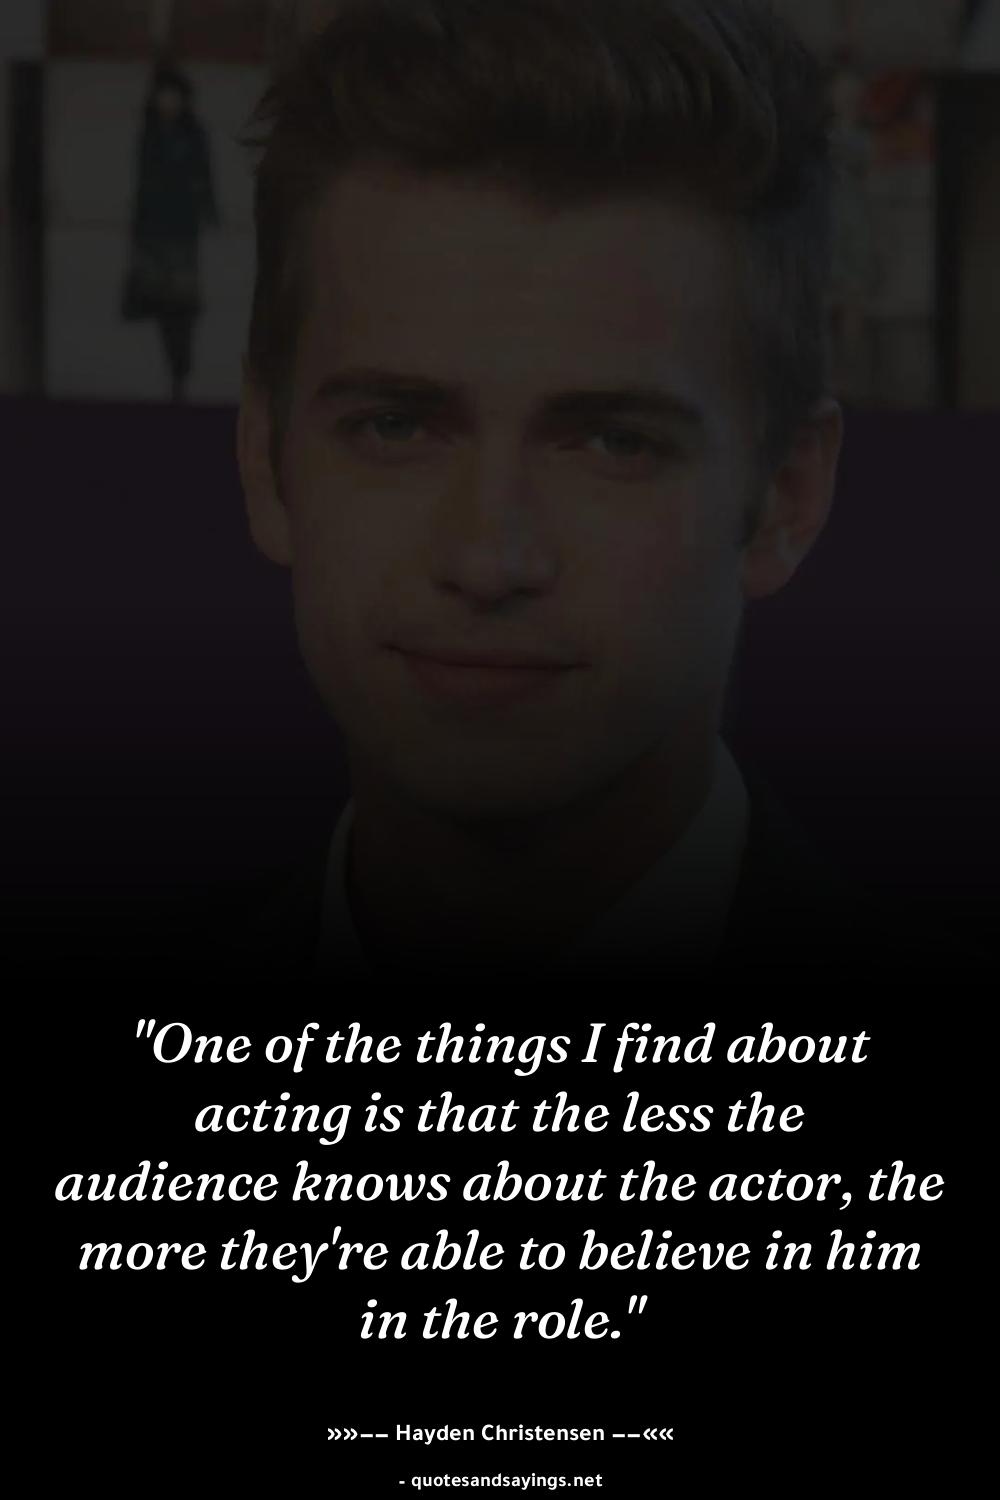 "One of the things I find about
acting is that the less the
audience knows about the actor, the
more they're able to believe in him
in the role."
»»-- Hayden Christensen --««
- quotesandsayings.net